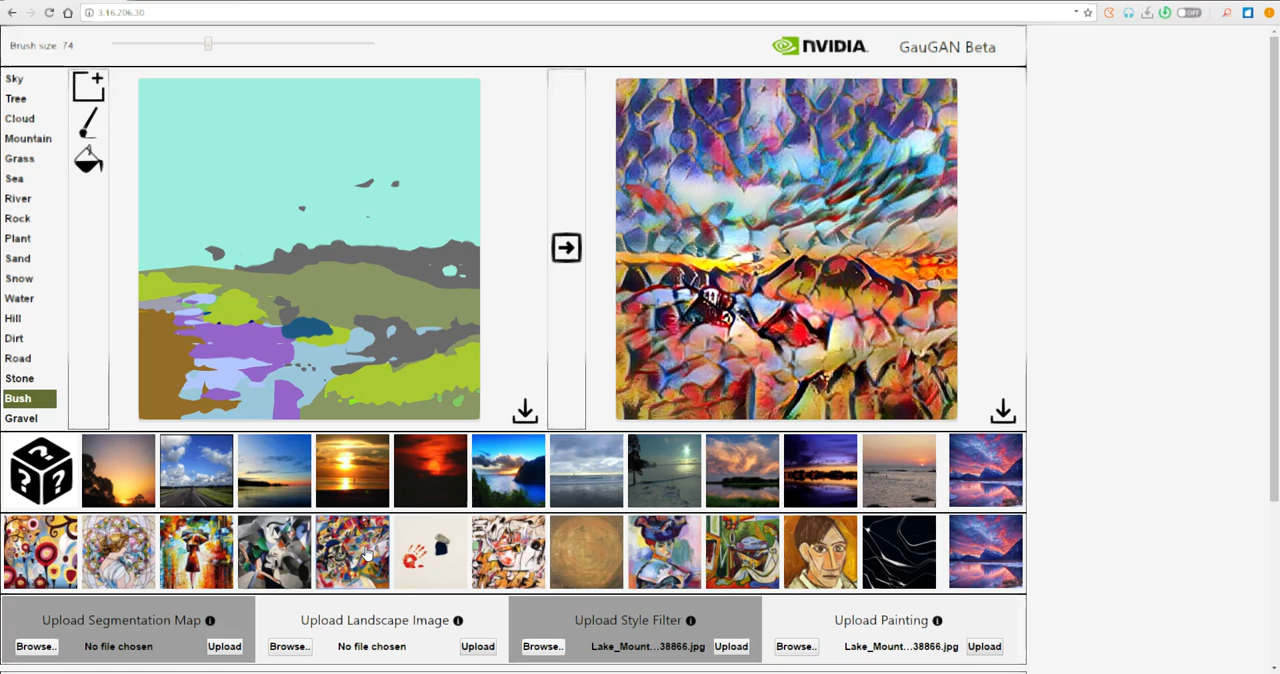 3.16.206.30
OFF
Brush size: 74
NVIDIA.
GauGAN Beta
Sky
Tree
Cloud
Mountain
Grass
Sea
River
Rock
Plant
Sand
Snow
Water
Hill
Dirt
Road
Stone
Bush
Gravel
Upload Segmentation Map
Browse.. No file chosen Upload
Upload Landscape Image
Browse.. No file chosen Upload
Upload Style Filter
Browse.. Lake_Mount...38866.jpg Upload
Upload Painting
Browse.. Lake_Mount...38866.jpg Upload